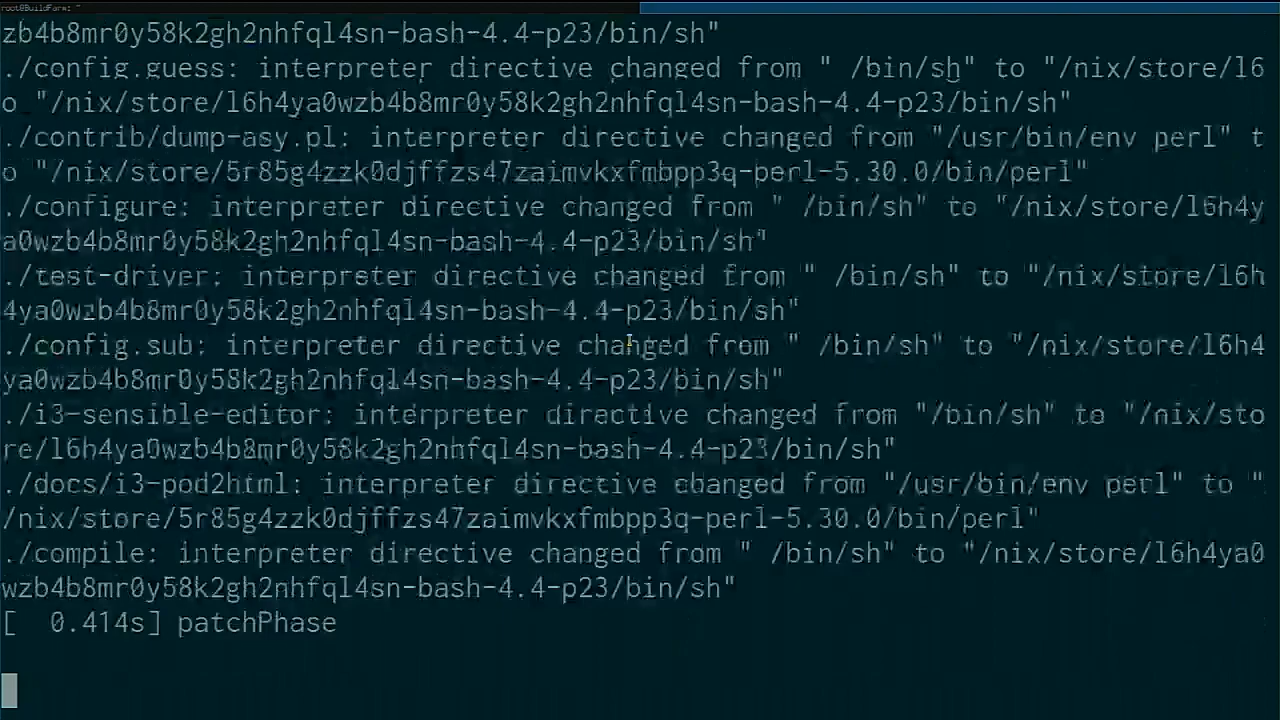 root@BuildFarm: ~
zb4b8mr0y58k2gh2nhfql4sn-bash-4.4-p23/bin/sh"
./config.guess: interpreter directive changed from " /bin/sh" to "/nix/store/l6
o "/nix/store/l6h4ya0wzb4b8mr0y58k2gh2nhfql4sn-bash-4.4-p23/bin/sh"
./contrib/dump-asy.pl: interpreter directive changed from "/usr/bin/env perl" t
o "/nix/store/5r85g4zzk0djffzs47zaimvkxfmbpp3q-perl-5.30.0/bin/perl"
./configure: interpreter directive changed from " /bin/sh" to "/nix/store/l6h4y
a0wzb4b8mr0y58k2gh2nhfql4sn-bash-4.4-p23/bin/sh"
./test-driver: interpreter directive changed from " /bin/sh" to "/nix/store/l6h
4ya0wzb4b8mr0y58k2gh2nhfql4sn-bash-4.4-p23/bin/sh"
./config.sub: interpreter directive changed from " /bin/sh" to "/nix/store/l6h4
ya0wzb4b8mr0y58k2gh2nhfql4sn-bash-4.4-p23/bin/sh"
./i3-sensible-editor: interpreter directive changed from "/bin/sh" to "/nix/sto
re/l6h4ya0wzb4b8mr0y58k2gh2nhfql4sn-bash-4.4-p23/bin/sh"
./docs/i3-pod2html: interpreter directive changed from "/usr/bin/env perl" to "
/nix/store/5r85g4zzk0djffzs47zaimvkxfmbpp3q-perl-5.30.0/bin/perl"
./compile: interpreter directive changed from " /bin/sh" to "/nix/store/l6h4ya0
wzb4b8mr0y58k2gh2nhfql4sn-bash-4.4-p23/bin/sh"
[  0.414s] patchPhase